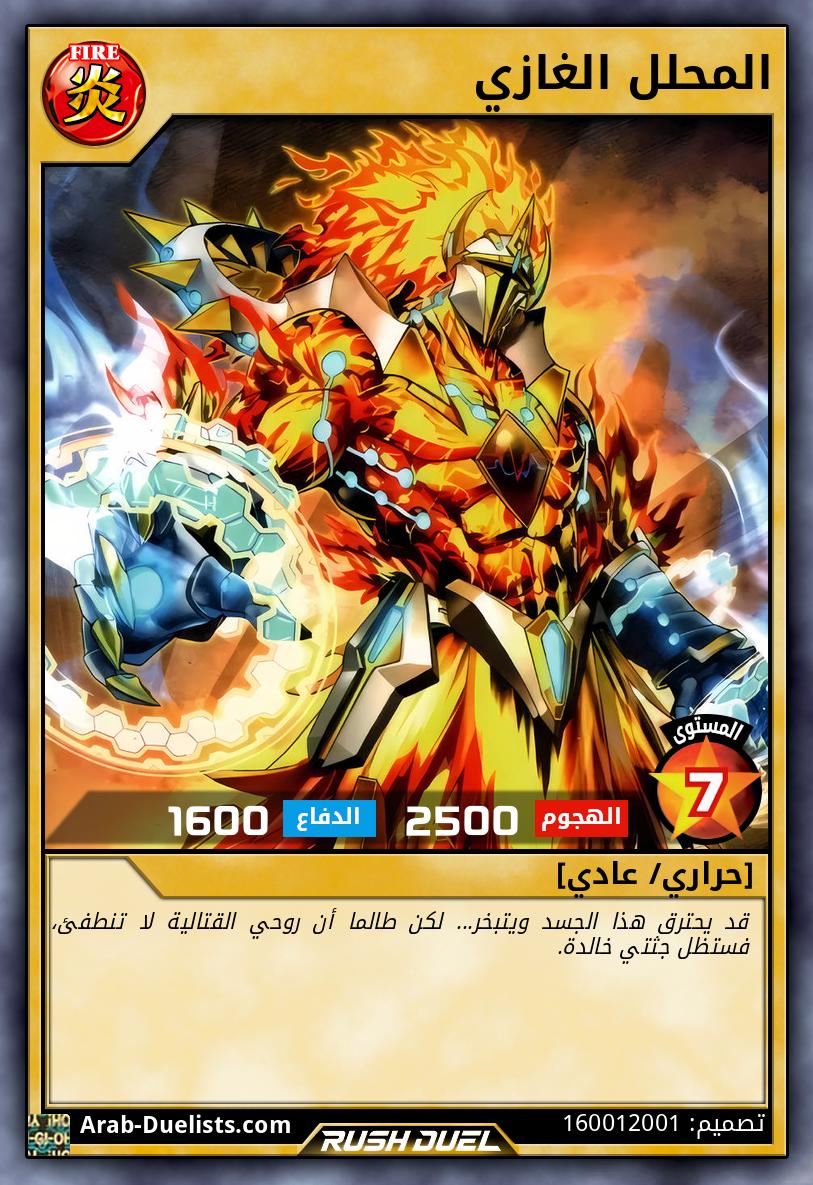 FIRE
炎
المحلل الغازي
المستوى
7
الهجوم 2500 الدفاع 1600
[حراري/ عادي]
قد يحترق هذا الجسد ويتبخر... لكن طالما أن روحي القتالية لا تنطفئ،
فستظل جثتي خالدة.
تصميم: 160012001
Arab-Duelists.com
RUSH DUEL